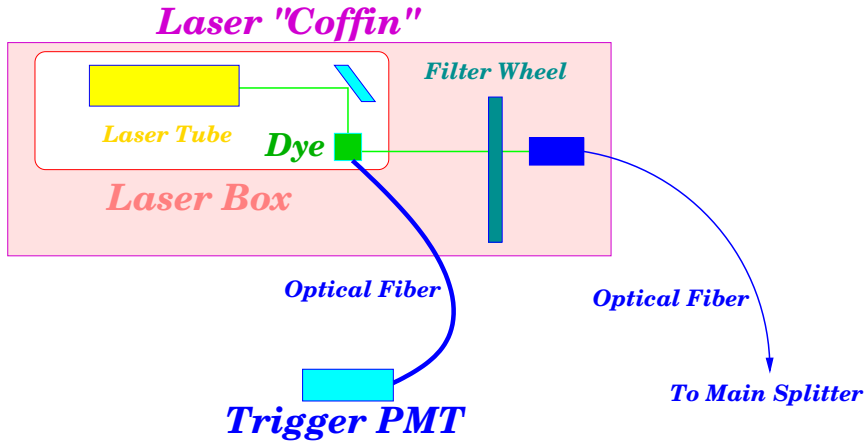 Laser "Coffin"
Filter Wheel
Laser Tube
Dye
Laser Box
Optical Fiber
Optical Fiber
To Main Splitter
Trigger PMT